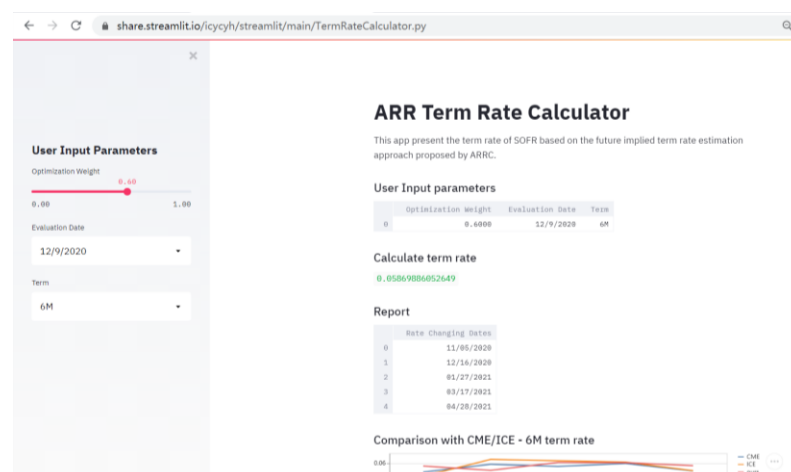 share.streamlit.io/icycyh/streamlit/main/TermRateCalculator.py
User Input Parameters
Optimization Weight
0.60
0.00 1.00
Evaluation Date
12/9/2020
Term
6M
ARR Term Rate Calculator
This app present the term rate of SOFR based on the future implied term rate estimation
approach proposed by ARRC.
User Input parameters
Optimization Weight Evaluation Date Term
0 0.6000 12/9/2020 6M
Calculate term rate
0.05869086052649
Report
Rate Changing Dates
0 11/05/2020
1 12/16/2020
2 01/27/2021
3 03/17/2021
4 04/28/2021
Comparison with CME/ICE - 6M term rate
0.06
CME
ICE